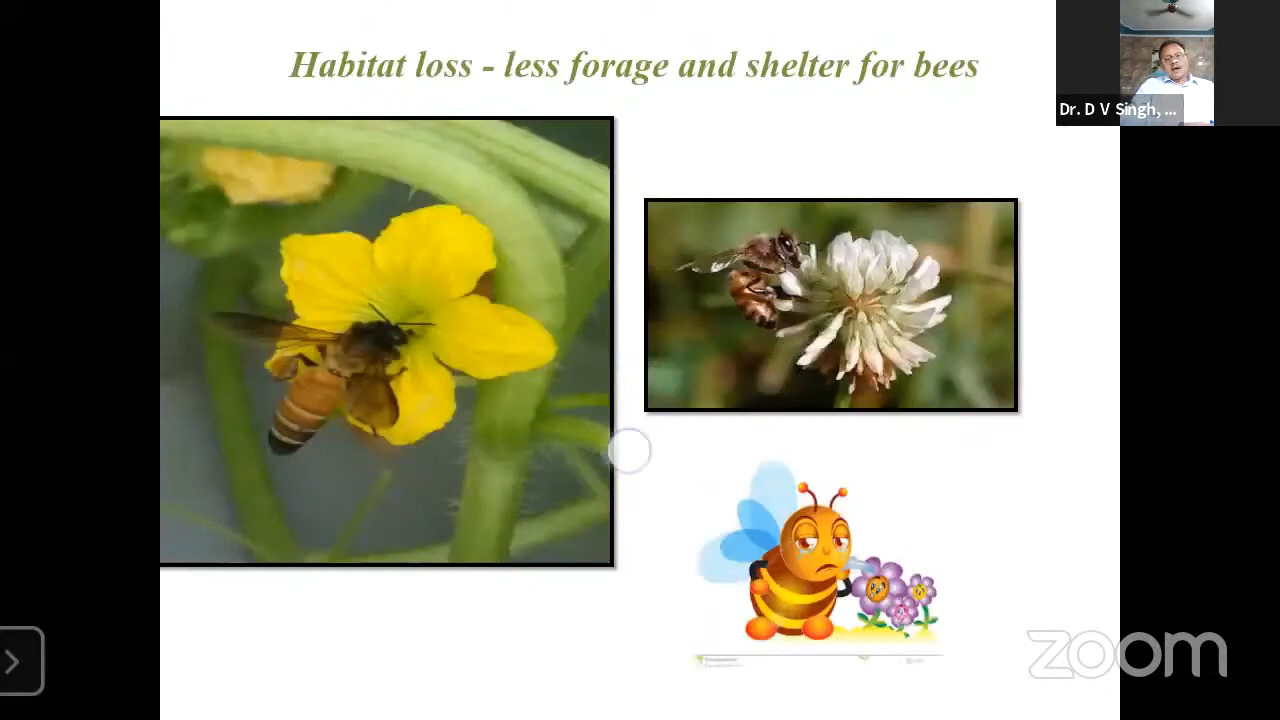 Habitat loss - less forage and shelter for bees
Dr. D V Singh, ...
zoom